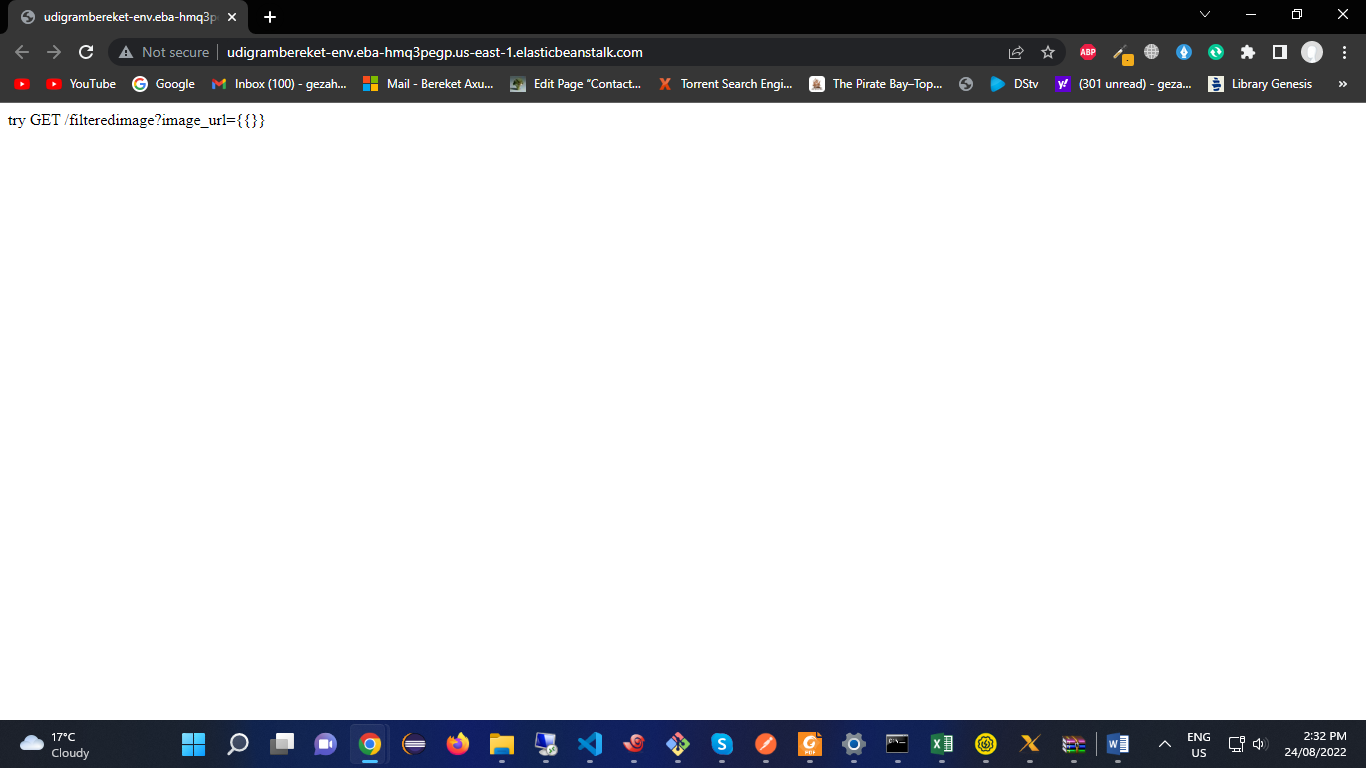 udigrambereket-env.eba-hmq3p
Not secure
udigrambereket-env.eba-hmq3pegp.us-east-1.elasticbeanstalk.com
ABP
YouTube
Google
Inbox (100) - gezah...
Mail - Bereket Axu...
Edit Page “Contact...
Torrent Search Engi...
The Pirate Bay–Top...
DStv
(301 unread) - geza...
Library Genesis
»
try GET /filteredimage?image_url={{}}
17°C
Cloudy
ENG
US
2:32 PM
24/08/2022